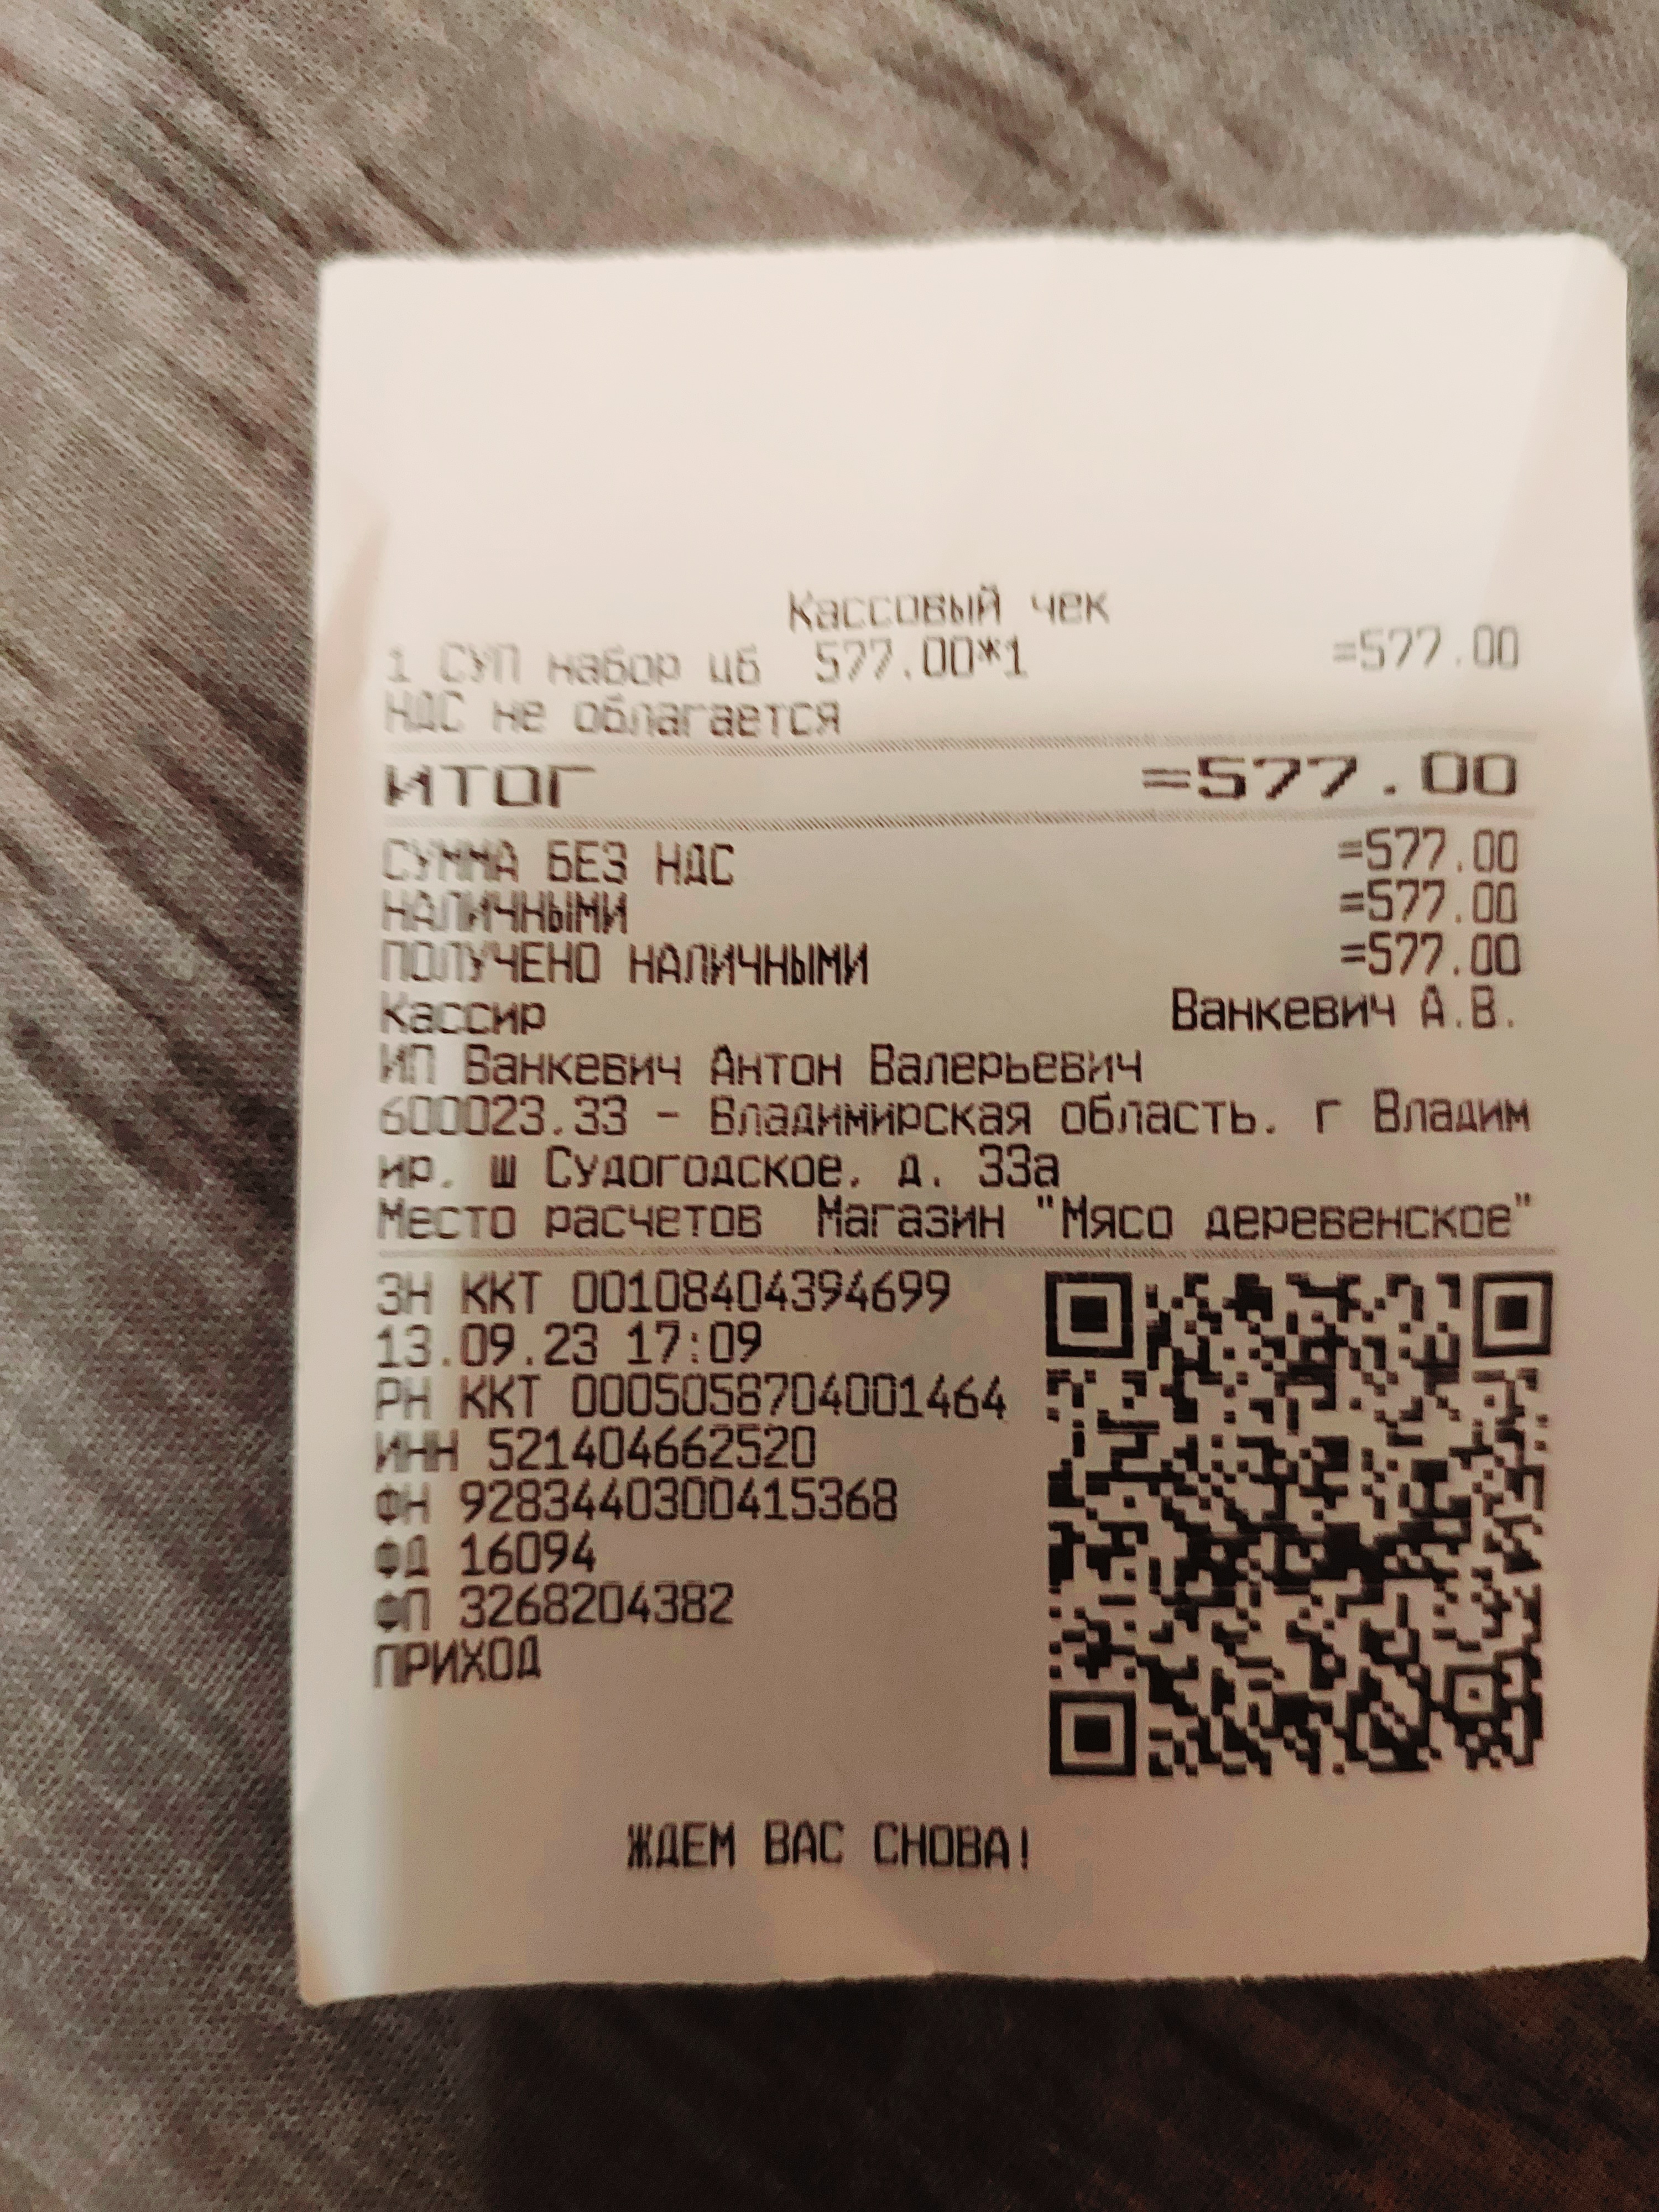 Кассовый чек
1 СУП набор цб 577.00*1 =577.00
НДС не облагается
ИТОГ =577.00
СУММА БЕЗ НДС =577.00
НАЛИЧНЫМИ =577.00
ПОЛУЧЕНО НАЛИЧНЫМИ =577.00
Кассир Ванкевич А.В.
ИП Ванкевич Антон Валерьевич
600023.33 - Владимирская область. г Владим
ир. ш Судогодское. д. 33а
Место расчетов Магазин "Мясо деревенское"
ЗН ККТ 00108404394699
13.09.23 17:09
РН ККТ 0005058704001464
ИНН 521404662520
ФН 9283440300415368
ФД 16094
ФП 3268204382
ПРИХОД
ЖДЕМ ВАС СНОВА!